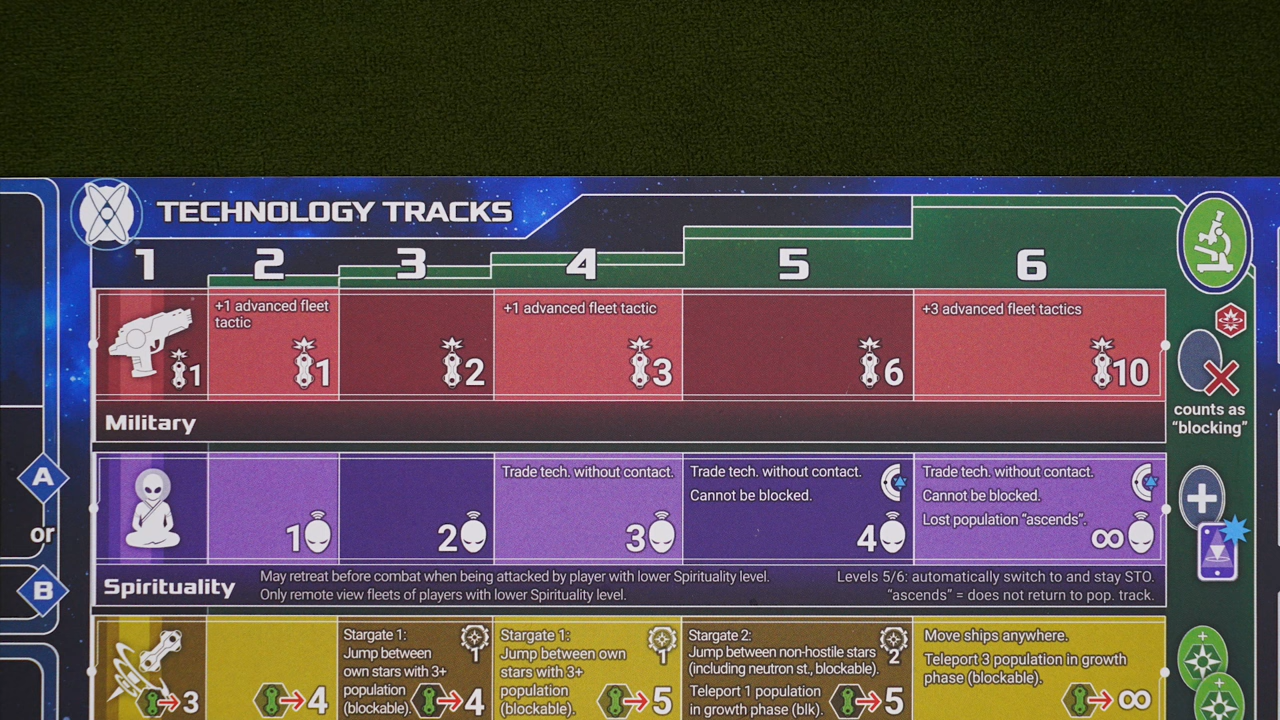 TECHNOLOGY TRACKS
1 2 3 4 5 6
+1 advanced fleet
tactic
+1 advanced fleet tactic
+3 advanced fleet tactics
1 1 2 3 6 10
counts as
"blocking"
Military
A
or
B
Trade tech. without contact.
Trade tech. without contact.
Cannot be blocked.
Trade tech. without contact.
Cannot be blocked.
Lost population "ascends".
1 2 3 4 ∞
Spirituality
May retreat before combat when being attacked by player with lower Spirituality level.
Only remote view fleets of players with lower Spirituality level.
Levels 5/6: automatically switch to and stay STO.
"ascends" = does not return to pop. track.
3
4
Stargate 1:
Jump between
own stars with 3+
population
(blockable).
1
4
Stargate 1:
Jump between own
stars with 3+
population
(blockable).
1
5
Stargate 2:
Jump between non-hostile stars
(including neutron st., blockable).
Teleport 1 population
in growth phase (blk).
2
5
Move ships anywhere.
Teleport 3 population in growth
phase (blockable).
∞